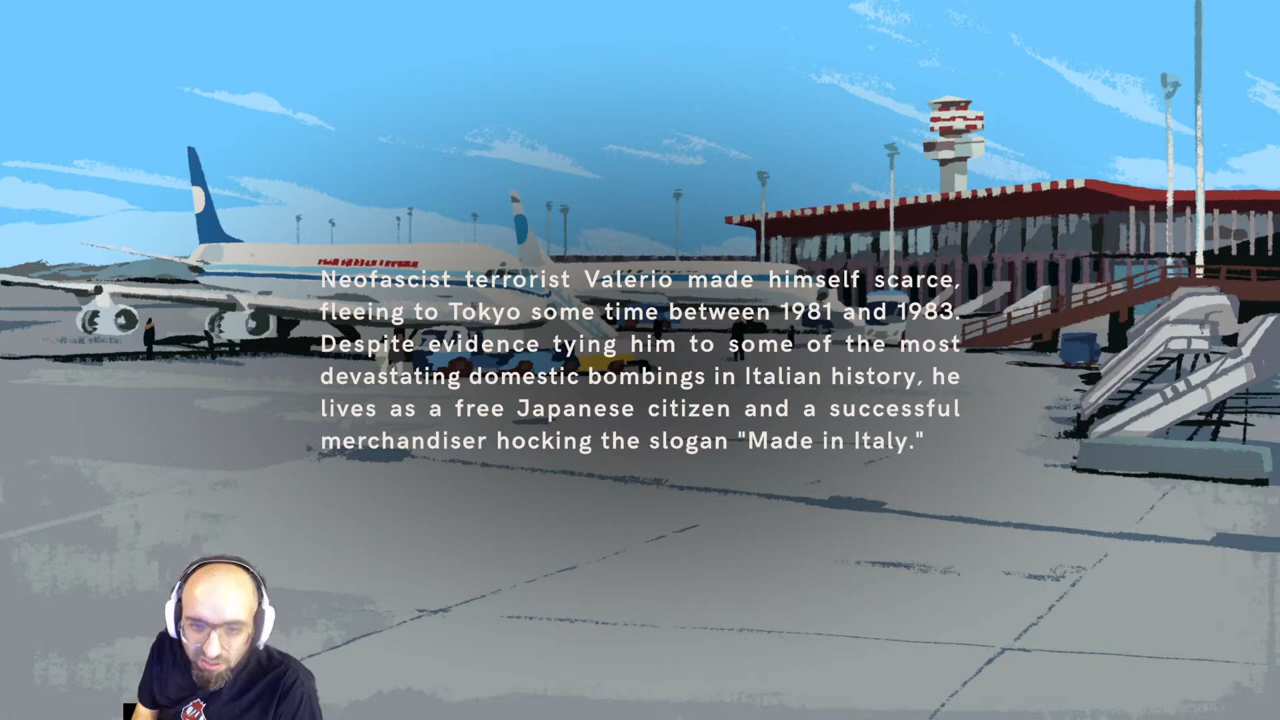 Neofascist terrorist Valerio made himself scarce,
fleeing to Tokyo some time between 1981 and 1983.
Despite evidence tying him to some of the most
devastating domestic bombings in Italian history, he
lives as a free Japanese citizen and a successful
merchandiser hocking the slogan "Made in Italy."